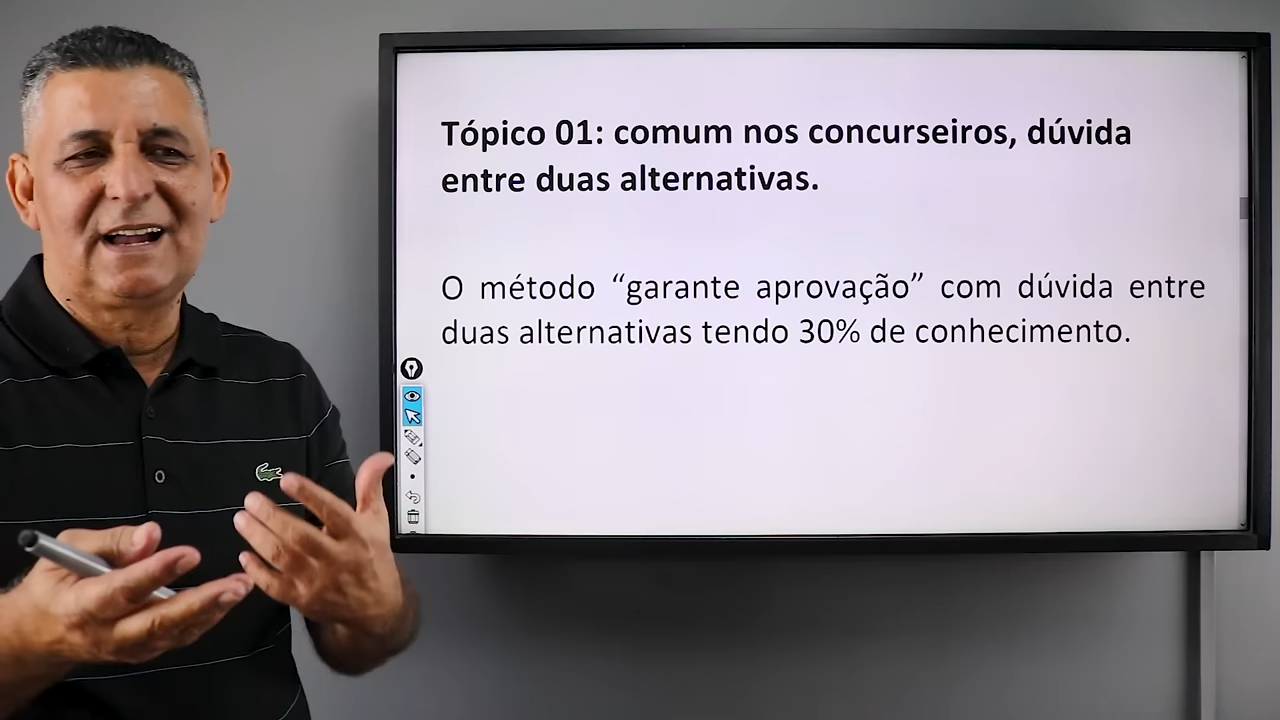 Tópico 01: comum nos concurseiros, dúvida
entre duas alternativas.
O método “garante aprovação” com dúvida entre
duas alternativas tendo 30% de conhecimento.